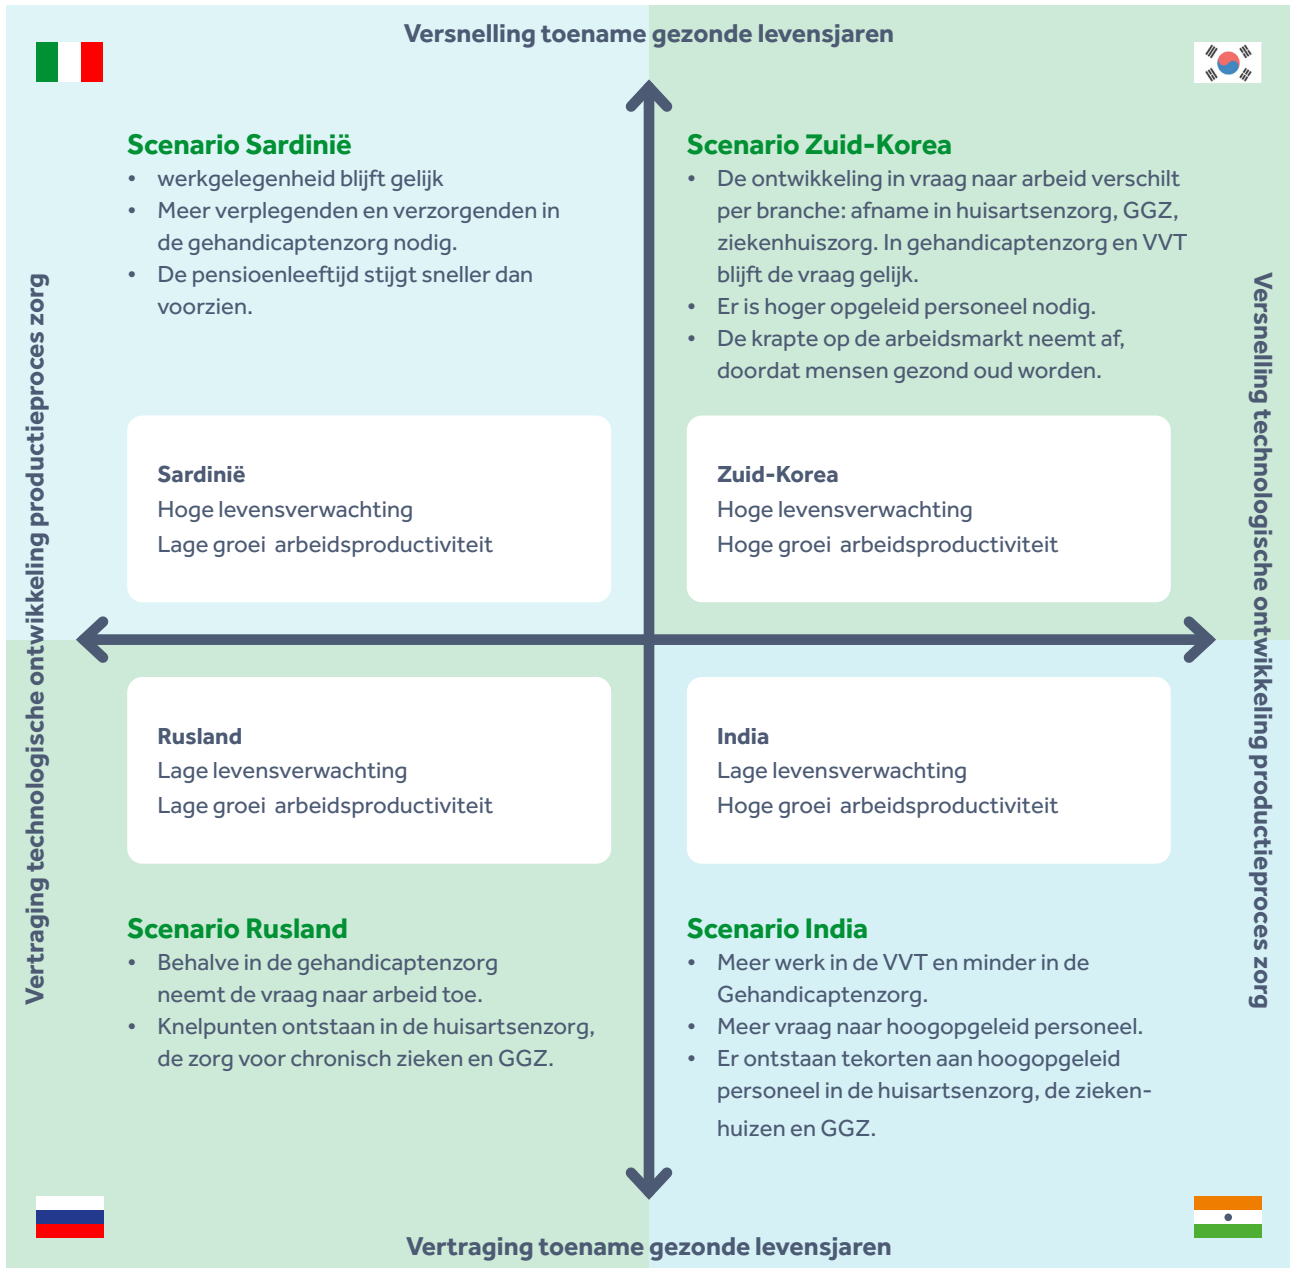 Versnelling toename gezonde levensjaren
Vertraging technologische ontwikkeling productieproces zorg
Scenario Sardinië
• werkgelegenheid blijft gelijk
• Meer verplegenden en verzorgenden in
de gehandicaptenzorg nodig.
• De pensioenleeftijd stijgt sneller dan
voorzien.
Sardinië
Hoge levensverwachting
Lage groei arbeidsproductiviteit
Scenario Zuid-Korea
• De ontwikkeling in vraag naar arbeid verschilt
per branche: afname in huisartsenzorg, GGZ,
ziekenhuiszorg. In gehandicaptenzorg en VVT
blijft de vraag gelijk.
• Er is hoger opgeleid personeel nodig.
• De krapte op de arbeidsmarkt neemt af,
doordat mensen gezond oud worden.
Zuid-Korea
Hoge levensverwachting
Hoge groei arbeidsproductiviteit
Versnelling technologische ontwikkeling productieproces zorg
Rusland
Lage levensverwachting
Lage groei arbeidsproductiviteit
Scenario Rusland
• Behalve in de gehandicaptenzorg
neemt de vraag naar arbeid toe.
• Knelpunten ontstaan in de huisartsenzorg,
de zorg voor chronisch zieken en GGZ.
India
Lage levensverwachting
Hoge groei arbeidsproductiviteit
Scenario India
• Meer werk in de VVT en minder in de
Gehandicaptenzorg.
• Meer vraag naar hoogopgeleid personeel.
• Er ontstaan tekorten aan hoogopgeleid
personeel in de huisartsenzorg, de zieken-
huizen en GGZ.
Vertraging toename gezonde levensjaren